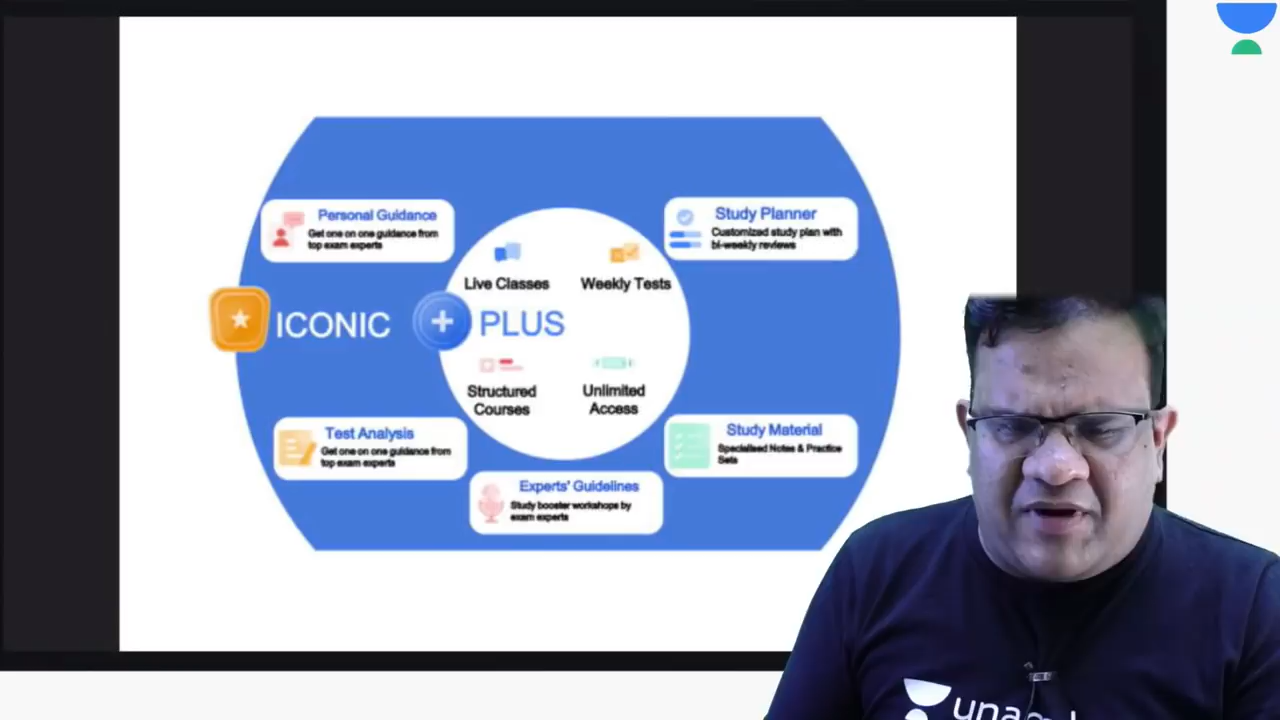 Personal Guidance
Get one on one guidance from
top exam experts
Study Planner
Customized study plan with
bi-weekly reviews
Live Classes
Weekly Tests
ICONIC
PLUS
Structured
Courses
Unlimited
Access
Test Analysis
Get one on one guidance from
top exam experts
Study Material
Specialised Notes & Practice
Sets
Experts' Guidelines
Study booster workshops by
exam experts